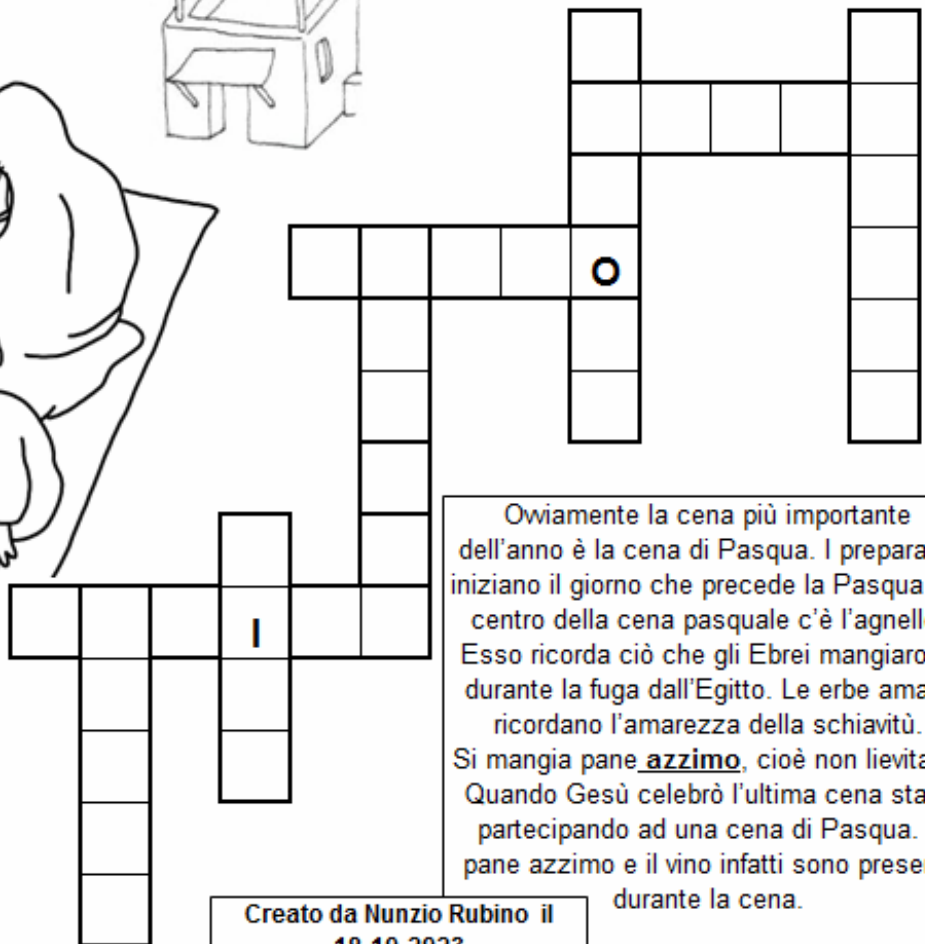 O
I
Ovviamente la cena più importante
dell'anno è la cena di Pasqua. I prepara
iniziano il giorno che precede la Pasqua
centro della cena pasquale c'è l'agnell
Esso ricorda ciò che gli Ebrei mangiaro
durante la fuga dall'Egitto. Le erbe ama
ricordano l'amarezza della schiavitù.
Si mangia pane azzimo, cioè non lievita
Quando Gesù celebrò l'ultima cena sta
partecipando ad una cena di Pasqua.
pane azzimo e il vino infatti sono prese
durante la cena.
Creato da Nunzio Rubino il
18-10-2023